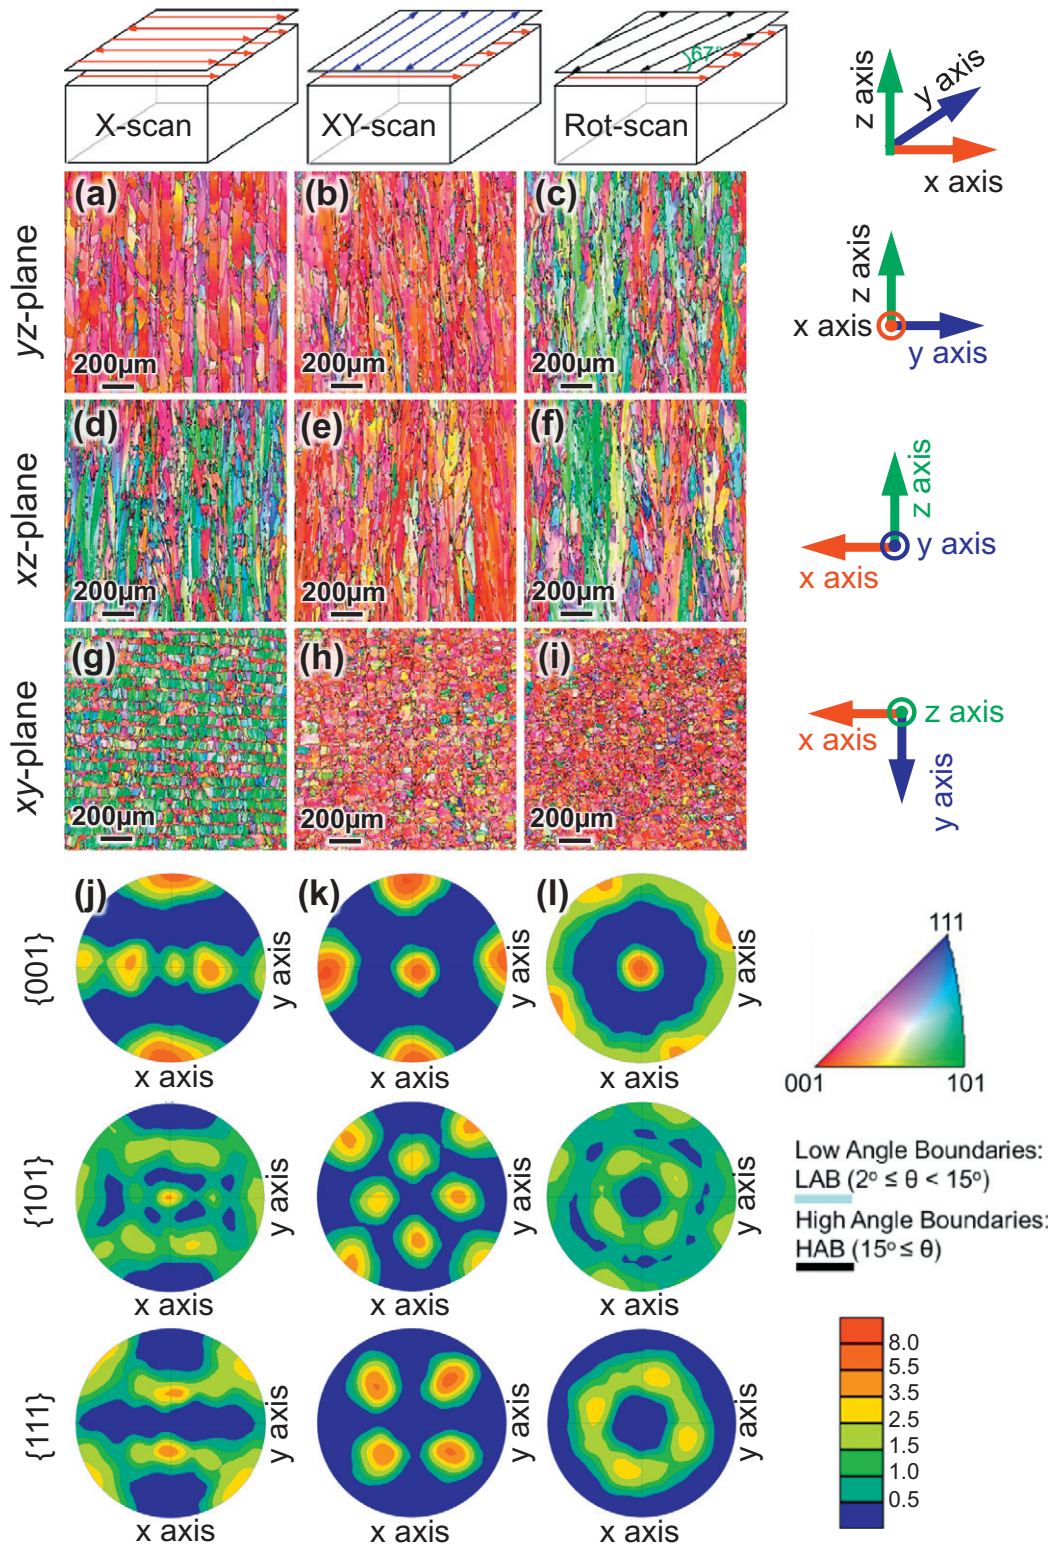 X-scan
XY-scan
Rot-scan
67°
z axis
y axis
x axis
yz-plane
(a)
200µm
(b)
200µm
(c)
200µm
z axis
x axis
y axis
xz-plane
(d)
200µm
(e)
200µm
(f)
200µm
z axis
y axis
x axis
xy-plane
(g)
200µm
(h)
200µm
(i)
200µm
z axis
x axis
y axis
{001}
(j)
x axis
y axis
(k)
x axis
y axis
(l)
x axis
y axis
111
001
101
{101}
x axis
y axis
x axis
y axis
x axis
y axis
Low Angle Boundaries:
LAB (2° ≤ θ < 15°)
High Angle Boundaries:
HAB (15° ≤ θ)
{111}
x axis
y axis
x axis
y axis
x axis
y axis
8.0
5.5
3.5
2.5
1.5
1.0
0.5